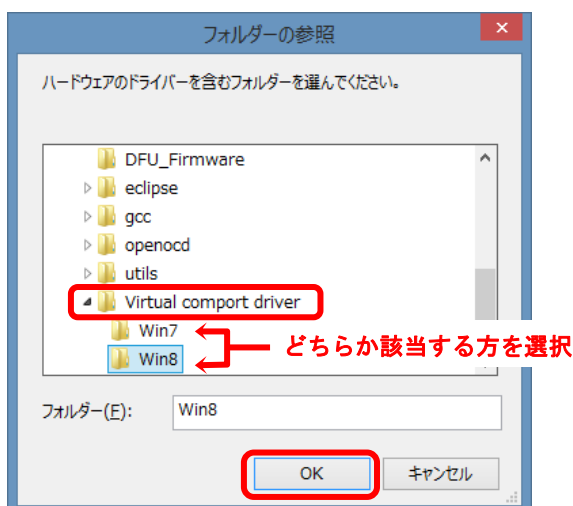 フォルダーの参照
ハードウェアのドライバーを含むフォルダーを選んでください。
DFU_Firmware
eclipse
gcc
openocd
utils
Virtual comport driver
Win7
どちらか該当する方を選択
Win8
フォルダー(F):
Win8
OK
キャンセル